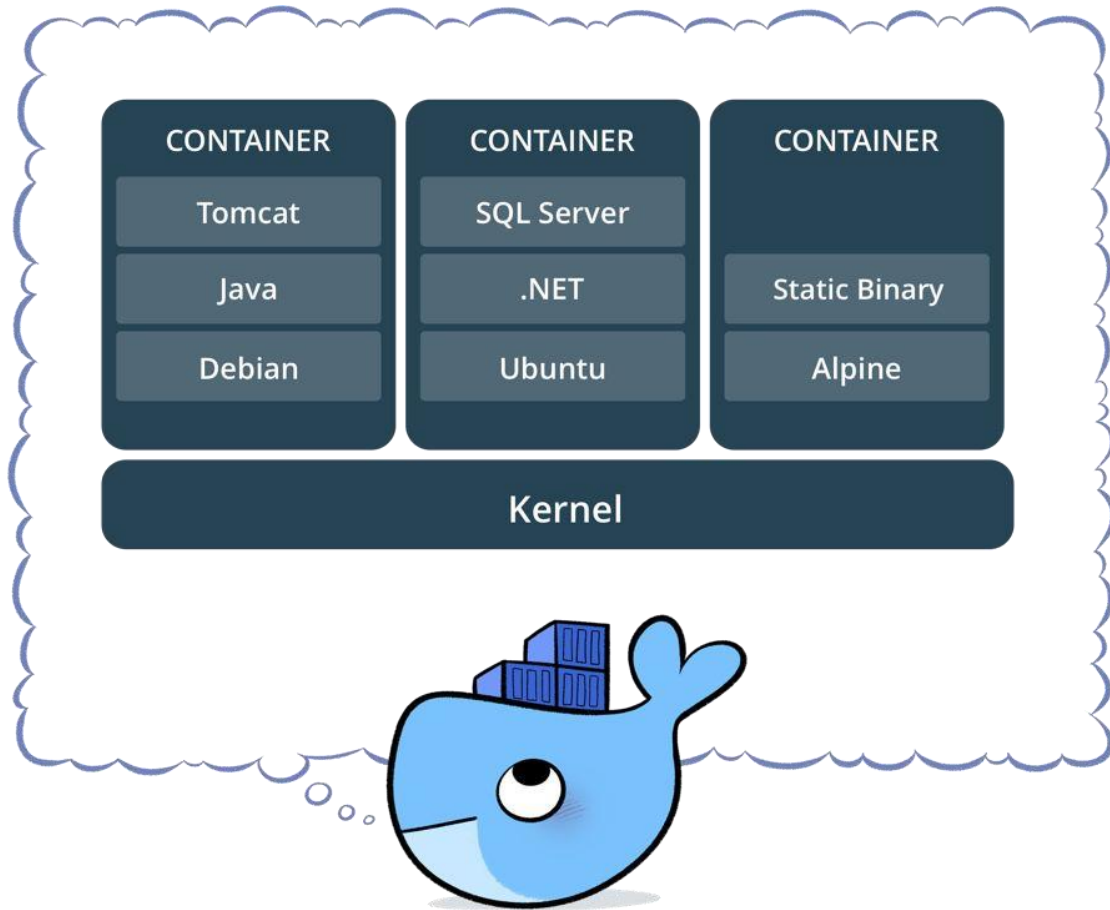 CONTAINER
Tomcat
Java
Debian
CONTAINER
SQL Server
.NET
Ubuntu
CONTAINER
Static Binary
Alpine
Kernel